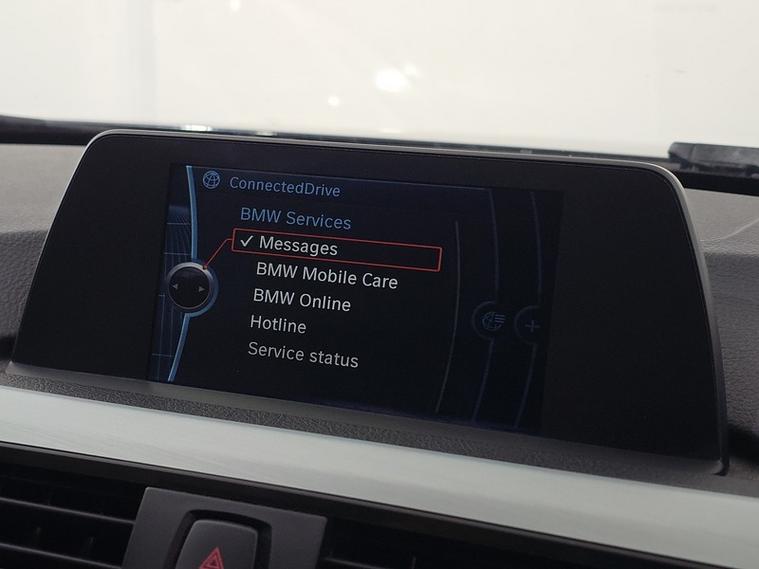 ConnectedDrive
BMW Services
Messages
BMW Mobile Care
BMW Online
Hotline
Service status